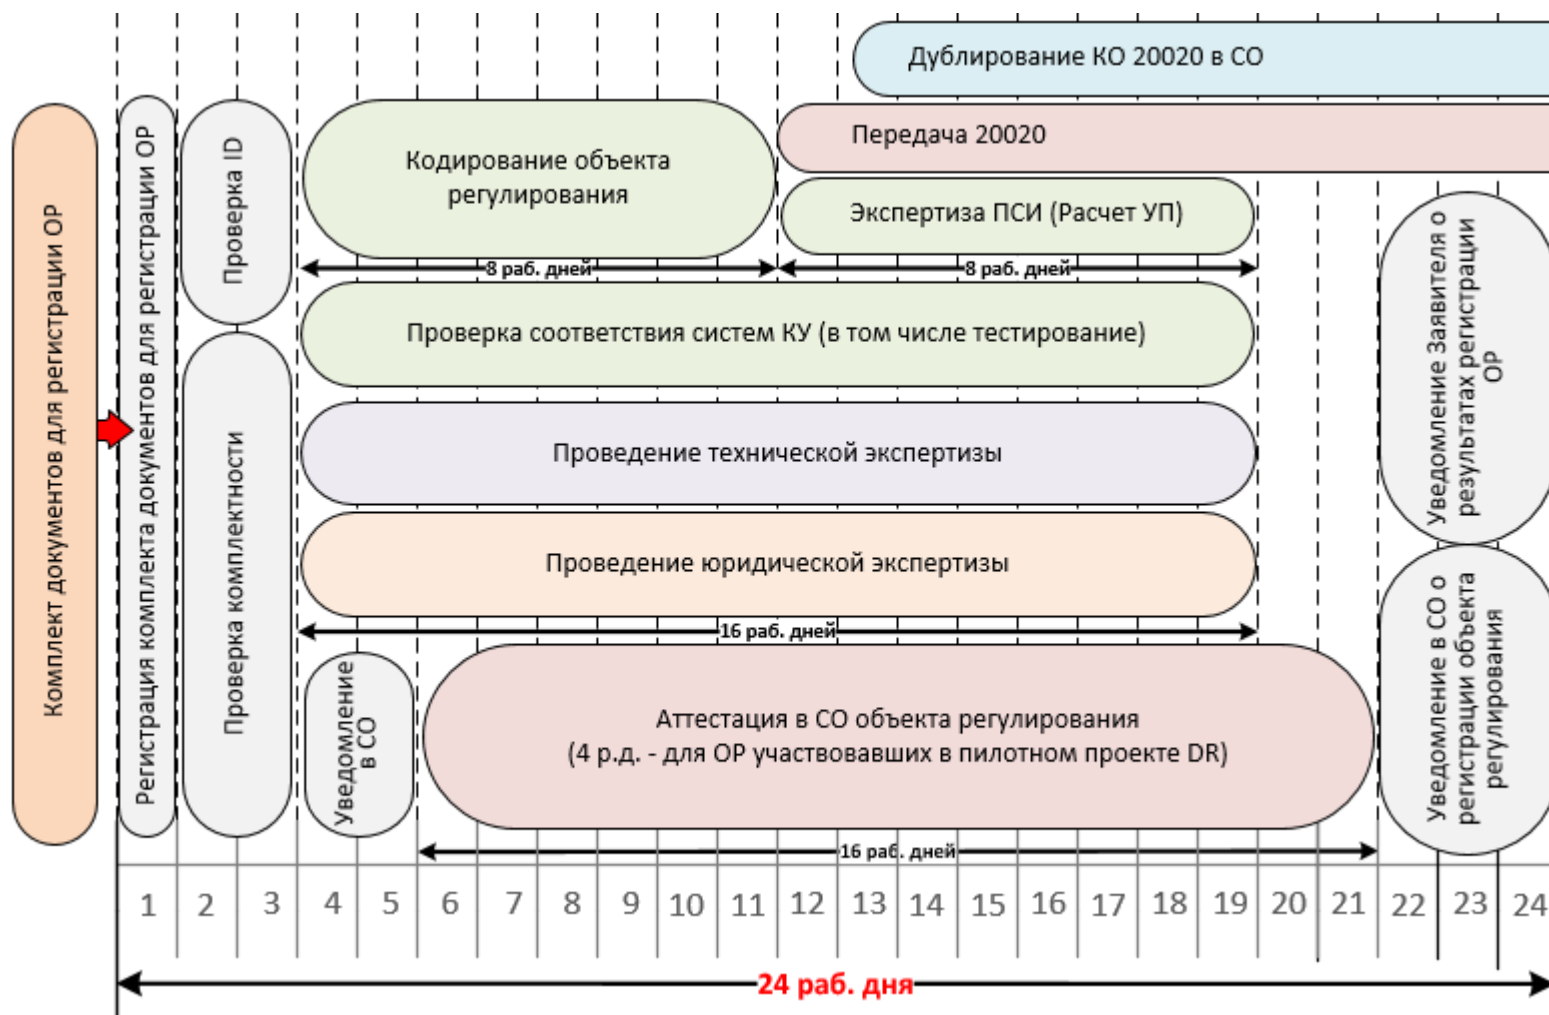 Дублирование КО 20020 в СО
Передача 20020
Комплект документов для регистрации ОР
Регистрация комплекта документов для регистрации ОР
Проверка ID
Проверка комплектности
Кодирование объекта
регулирования
Экспертиза ПСИ (Расчет УП)
8 раб. дней
8 раб. дней
Проверка соответствия систем КУ (в том числе тестирование)
Проведение технической экспертизы
Проведение юридической экспертизы
16 раб. дней
Уведомление
в СО
Аттестация в СО объекта регулирования
(4 р.д. - для ОР участвовавших в пилотном проекте DR)
16 раб. дней
Уведомление Заявителя о
результатах регистрации
ОР
Уведомление в СО о
регистрации объекта
регулирования
1 2 3 4 5 6 7 8 9 10 11 12 13 14 15 16 17 18 19 20 21 22 23 24
24 раб. дня